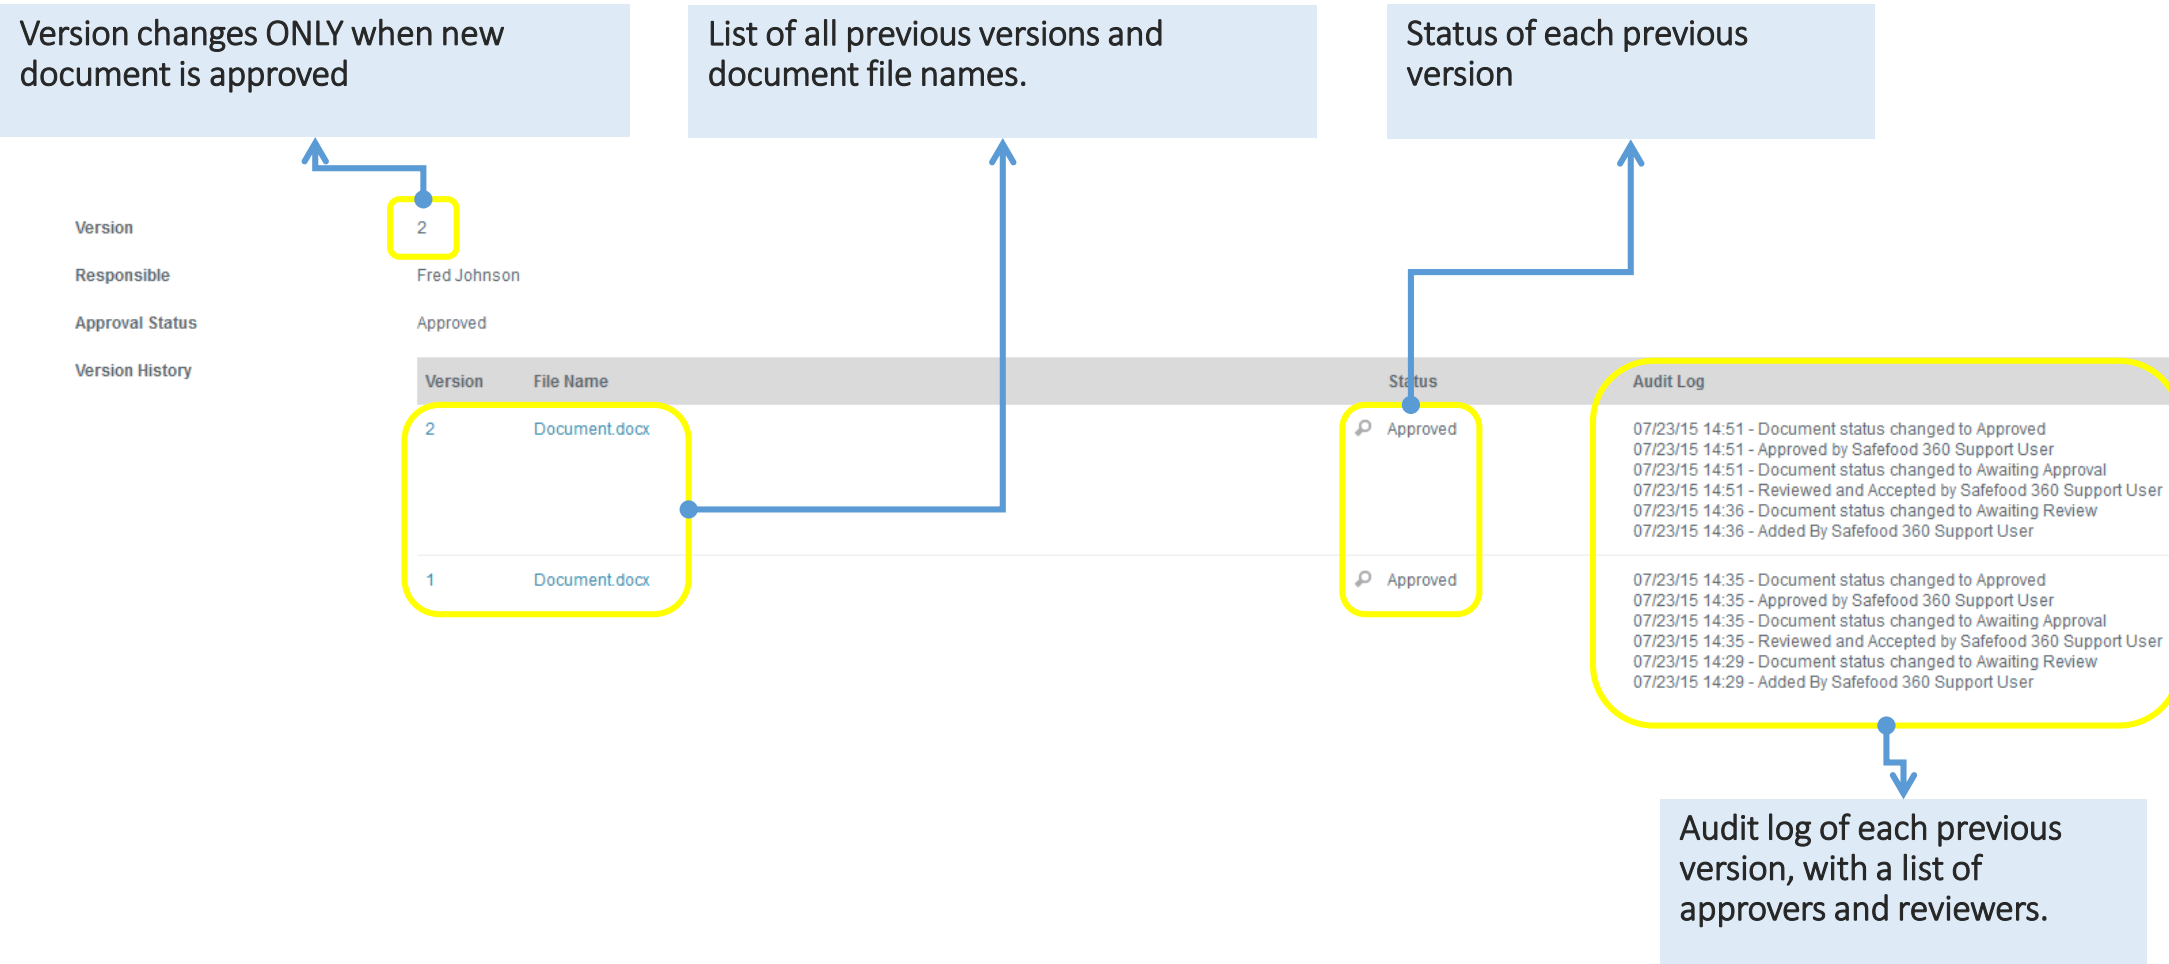 Version changes ONLY when new
document is approved
List of all previous versions and
document file names.
Status of each previous
version
Version 2
Responsible Fred Johnson
Approval Status Approved
Version History
Version File Name Status Audit Log
2 Document.docx Approved
07/23/15 14:51 - Document status changed to Approved
07/23/15 14:51 - Approved by Safefood 360 Support User
07/23/15 14:51 - Document status changed to Awaiting Approval
07/23/15 14:51 - Reviewed and Accepted by Safefood 360 Support User
07/23/15 14:36 - Document status changed to Awaiting Review
07/23/15 14:36 - Added By Safefood 360 Support User
1 Document.docx Approved
07/23/15 14:35 - Document status changed to Approved
07/23/15 14:35 - Approved by Safefood 360 Support User
07/23/15 14:35 - Document status changed to Awaiting Approval
07/23/15 14:35 - Reviewed and Accepted by Safefood 360 Support User
07/23/15 14:29 - Document status changed to Awaiting Review
07/23/15 14:29 - Added By Safefood 360 Support User
Audit log of each previous
version, with a list of
approvers and reviewers.